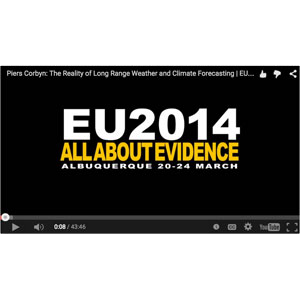 Piers Corbyn: The Reality of Long Range Weather and Climate Forecasting | EU...
EU2014
ALL ABOUT EVIDENCE
ALBUQUERQUE 20-24 MARCH
0:08 / 43:46
CC
YouTube